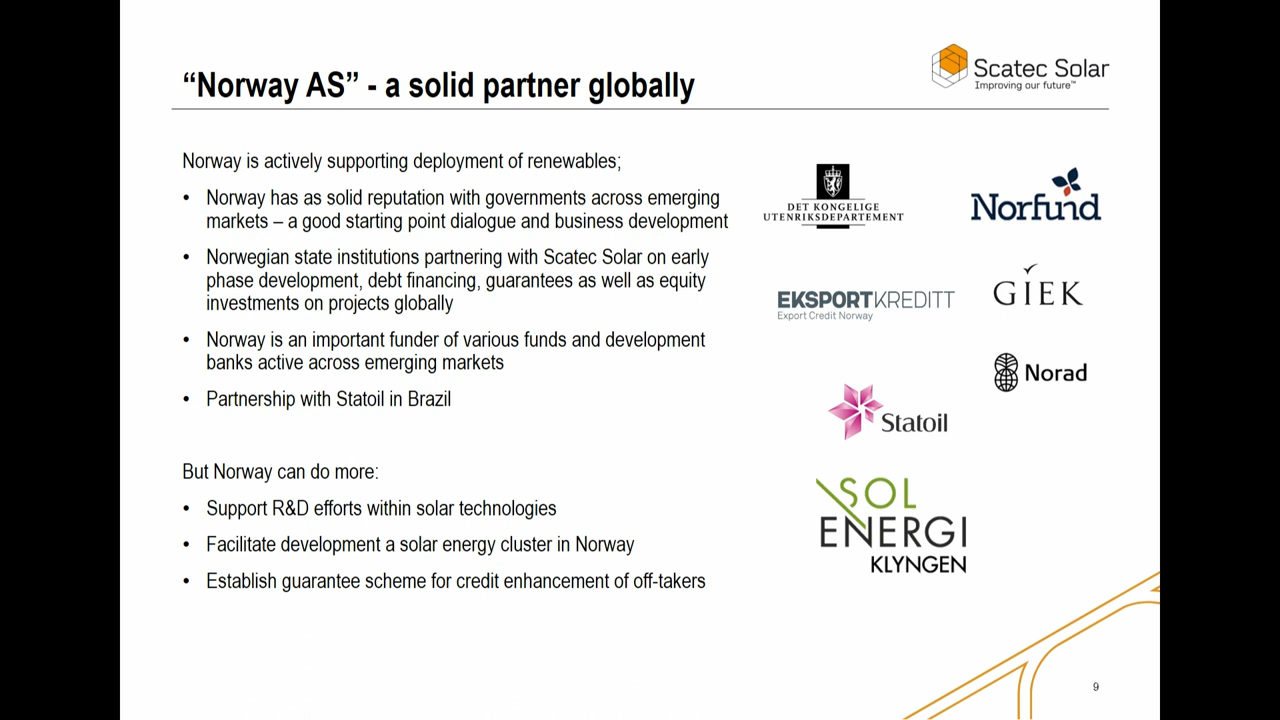 “Norway AS” - a solid partner globally
Scatec Solar
Improving our future™
Norway is actively supporting deployment of renewables;
• Norway has as solid reputation with governments across emerging
markets – a good starting point dialogue and business development
• Norwegian state institutions partnering with Scatec Solar on early
phase development, debt financing, guarantees as well as equity
investments on projects globally
• Norway is an important funder of various funds and development
banks active across emerging markets
• Partnership with Statoil in Brazil
But Norway can do more:
• Support R&D efforts within solar technologies
• Facilitate development a solar energy cluster in Norway
• Establish guarantee scheme for credit enhancement of off-takers
DET KONGELIGE
UTENRIKSDEPARTEMENT
Norfund
EKSPORTKREDITT
Export Credit Norway
GIEK
Norad
Statoil
SOL
ENERGI
KLYNGEN
9